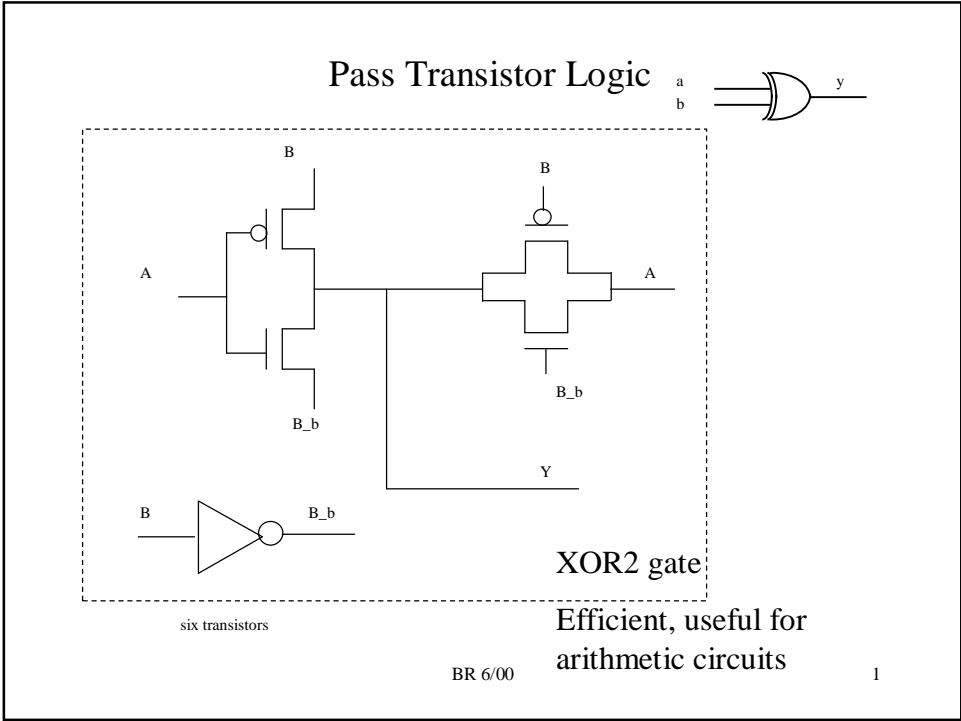 Pass Transistor Logic
a
b
y
B
B
A
A
B_b
B_b
Y
B
B_b
XOR2 gate
Efficient, useful for
arithmetic circuits
six transistors
BR 6/00
1